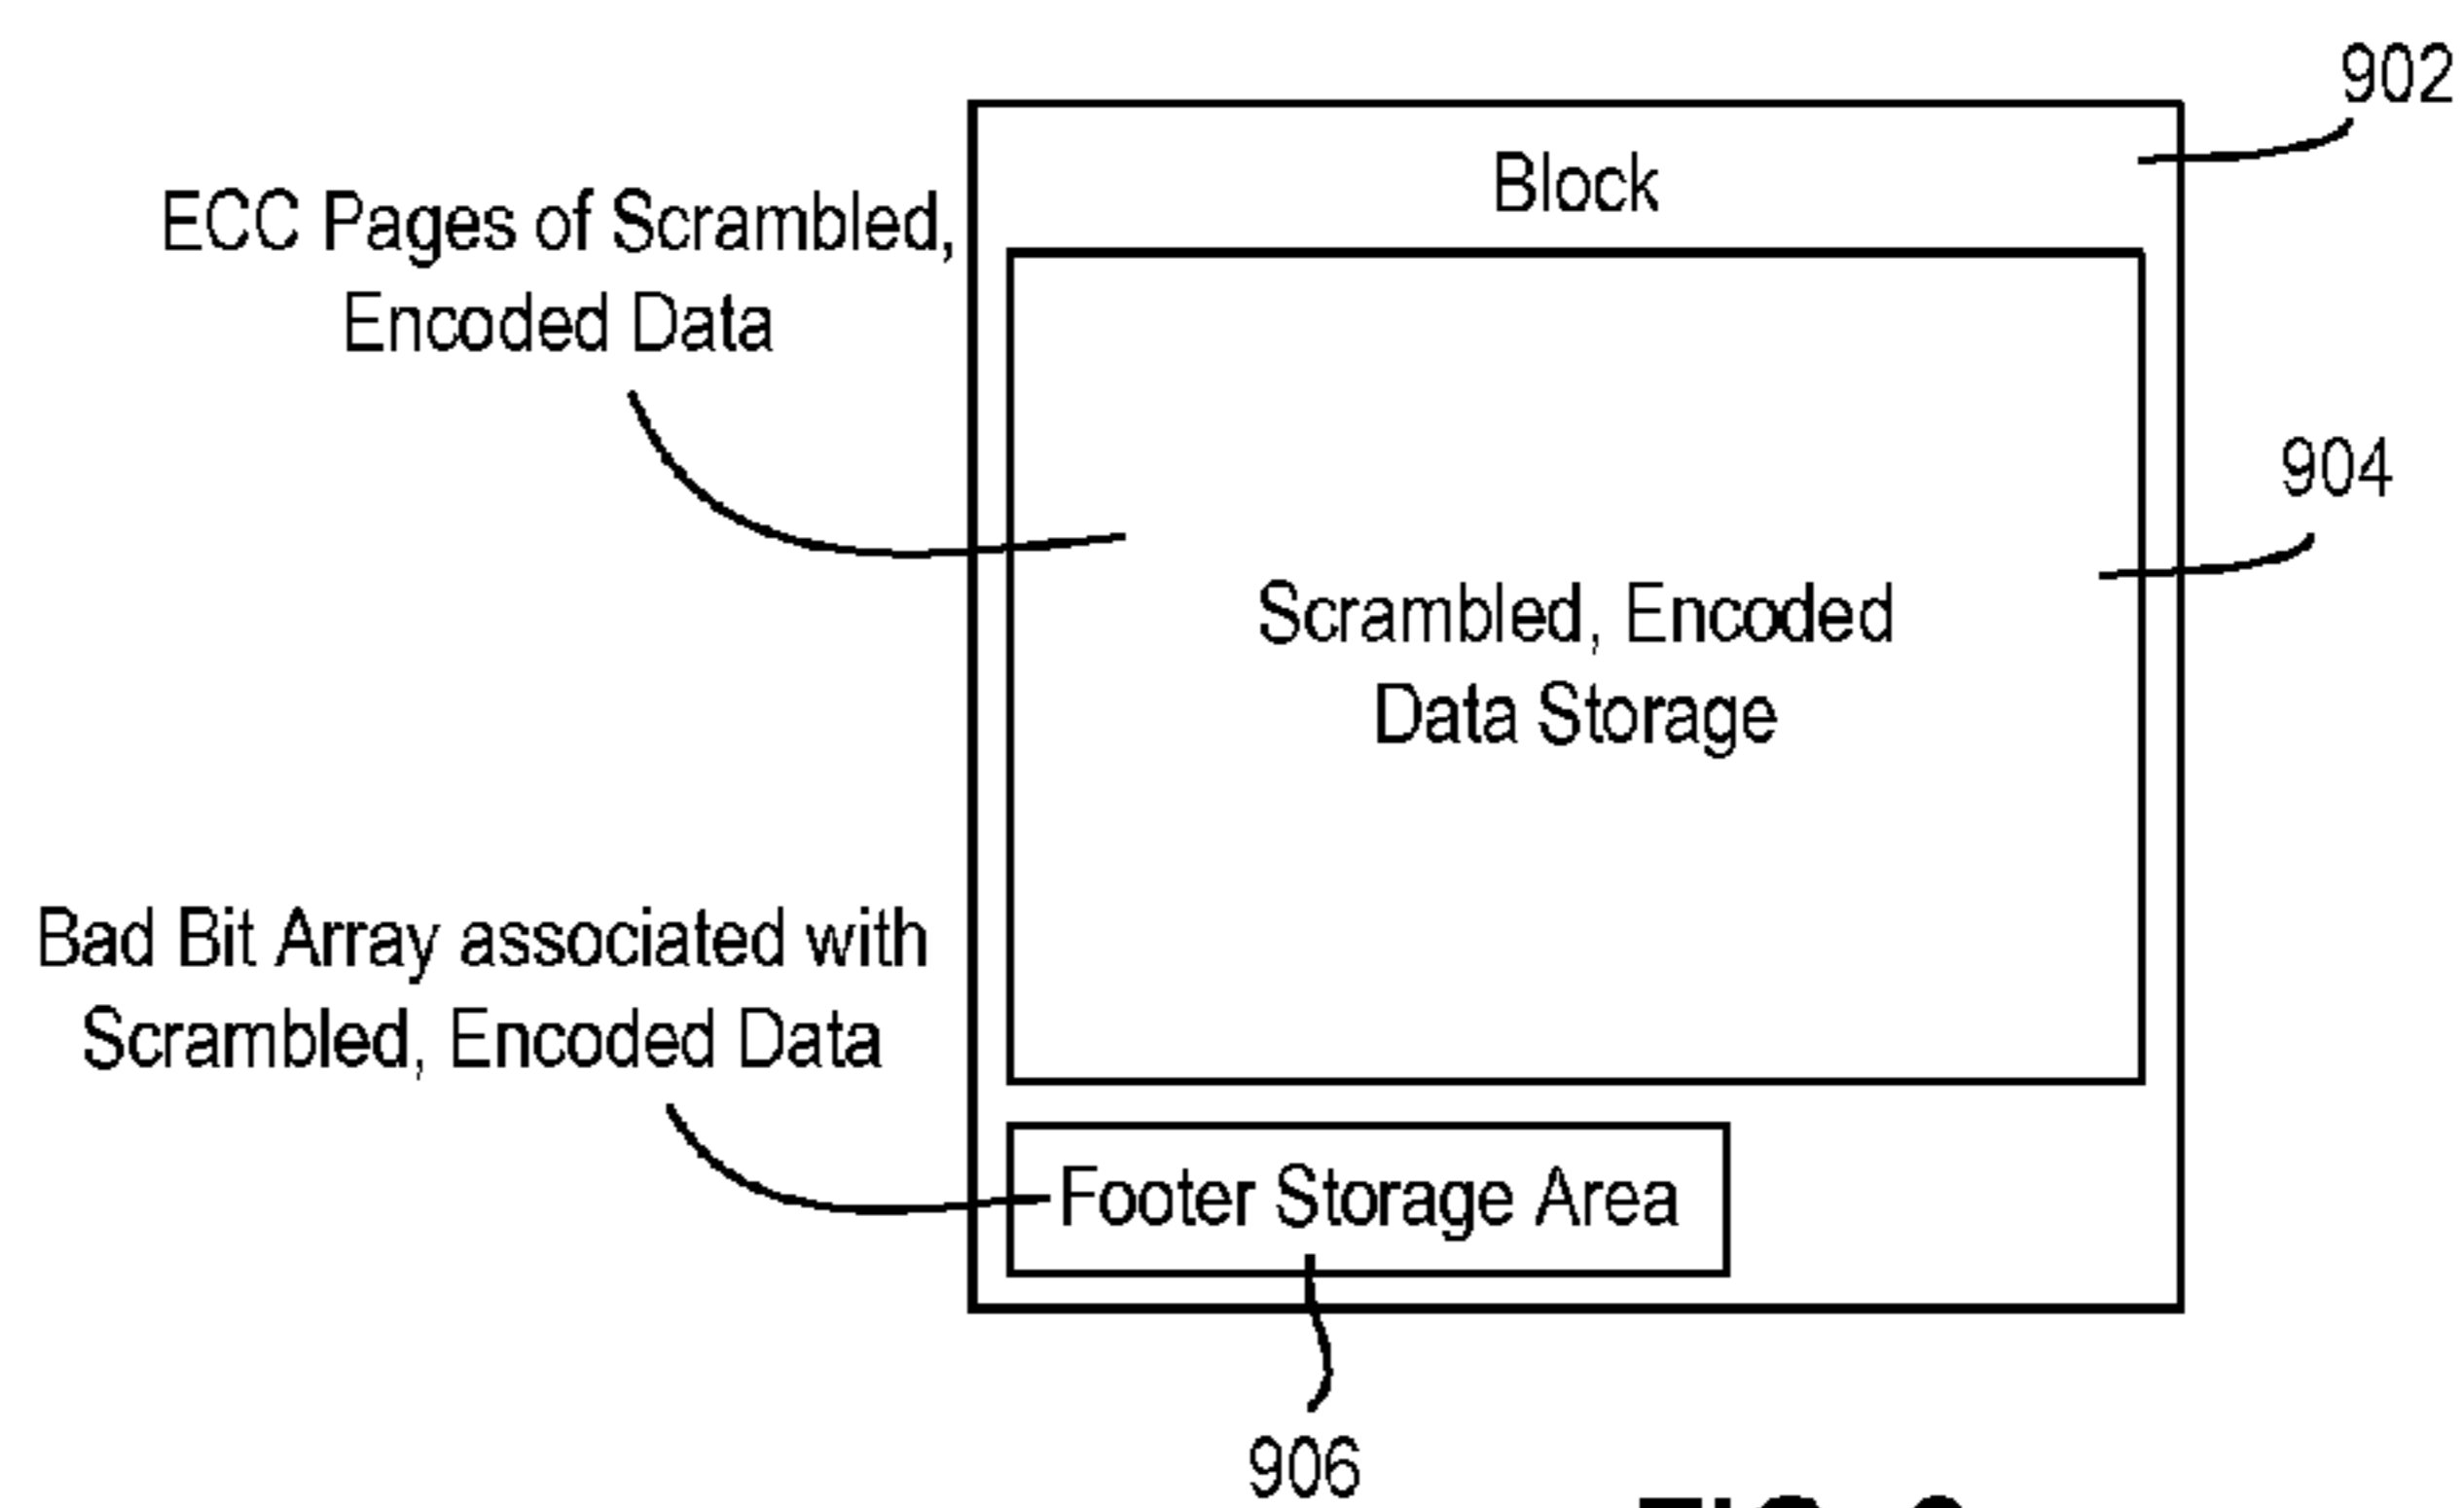 902
Block
ECC Pages of Scrambled,
Encoded Data
904
Scrambled, Encoded
Data Storage
Bad Bit Array associated with
Scrambled, Encoded Data
Footer Storage Area
906